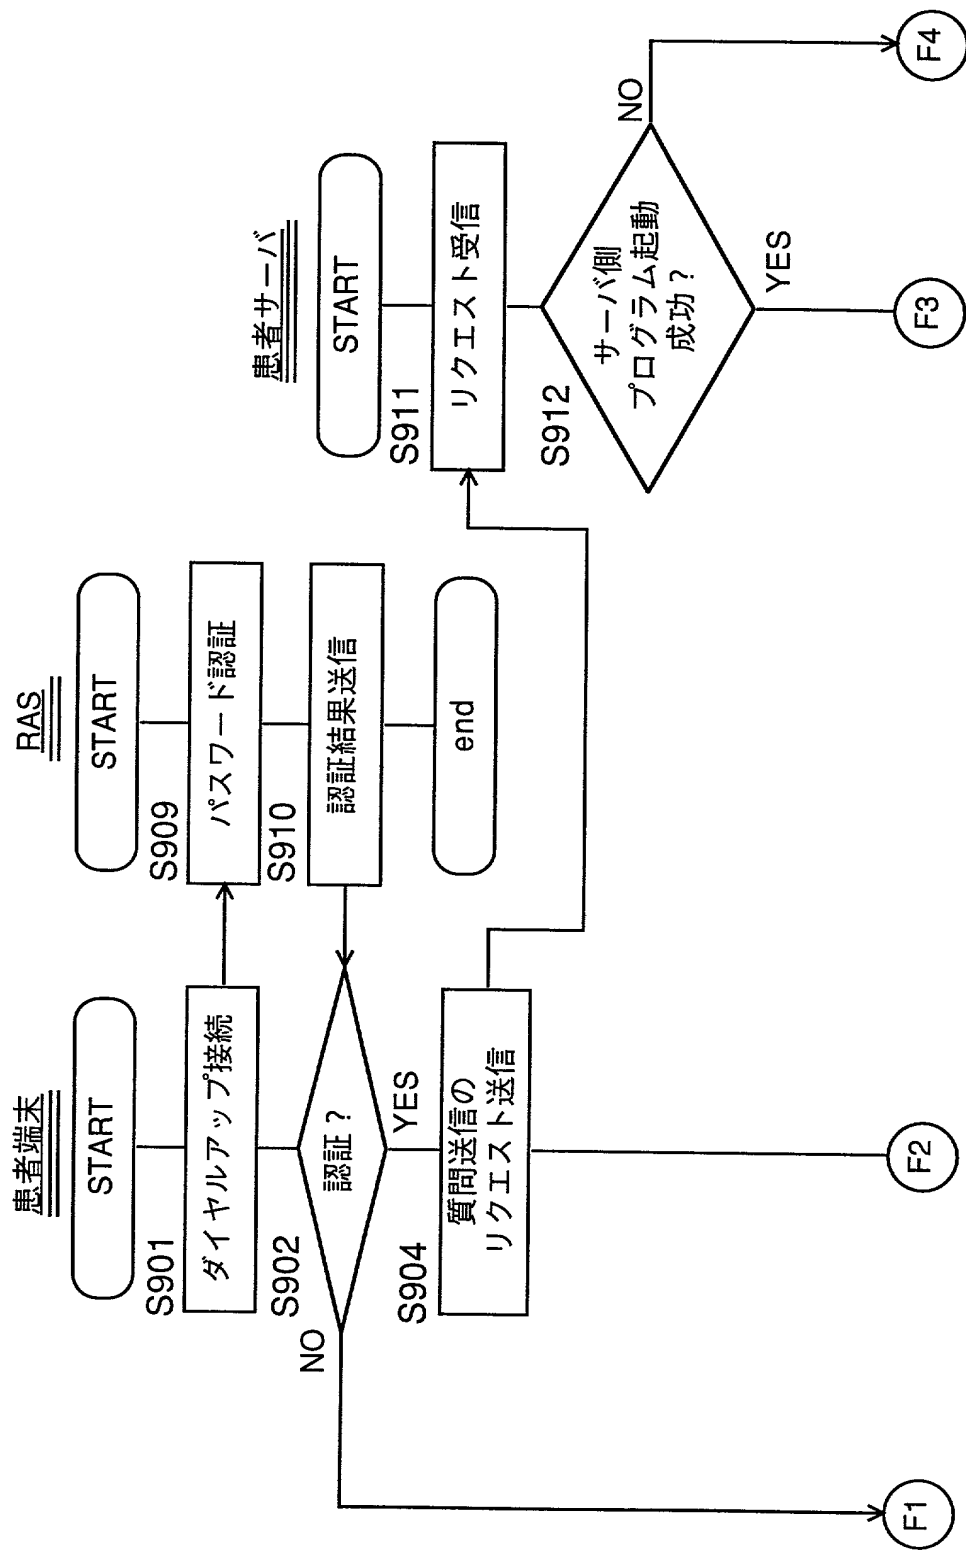 患者端末
START
S901
ダイヤルアップ接続
S902
認証？
NO
YES
S904
質問送信の
リクエスト送信
F1
F2
RAS
START
S909
パスワード認証
S910
認証結果送信
end
患者サーバ
START
S911
リクエスト受信
S912
サーバ側
プログラム起動
成功？
NO
YES
F3
F4